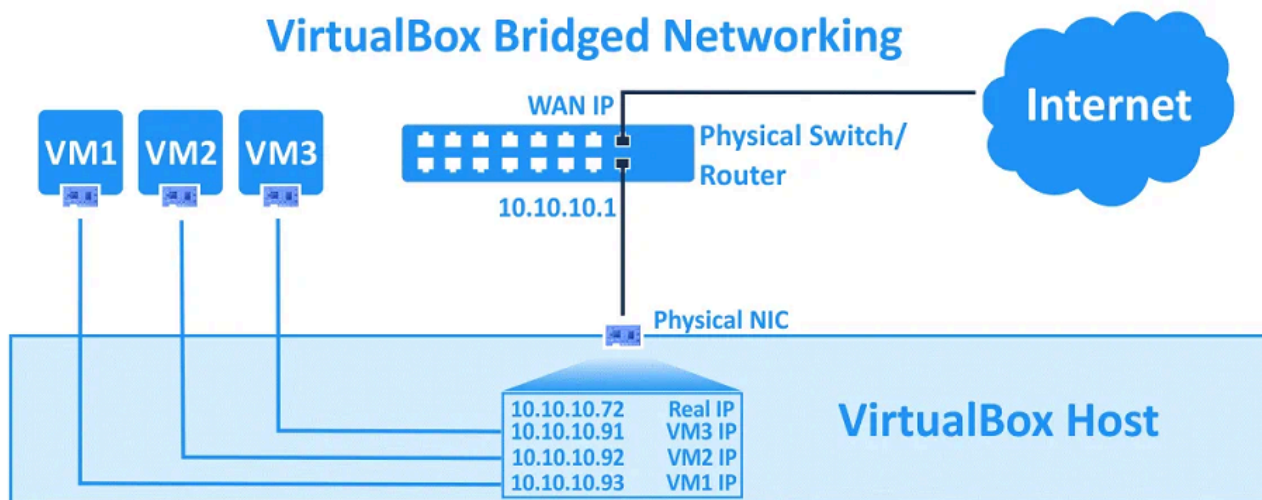 VirtualBox Bridged Networking
WAN IP
Internet
VM1 VM2 VM3
Physical Switch/
Router
10.10.10.1
Physical NIC
10.10.10.72 Real IP
10.10.10.91 VM3 IP
10.10.10.92 VM2 IP
10.10.10.93 VM1 IP
VirtualBox Host